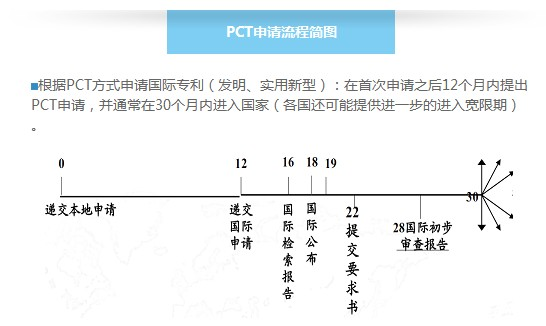 PCT申请流程简图
■根据PCT方式申请国际专利（发明、实用新型）：在首次申请之后12个月内提出
PCT申请，并通常在30个月内进入国家（各国还可能提供进一步的进入宽限期）
。
0
12
16
18
19
30
递交本地申请
递交国际申请
国际检索报告
国际公布
22提交要求书
28国际初步
审查报告